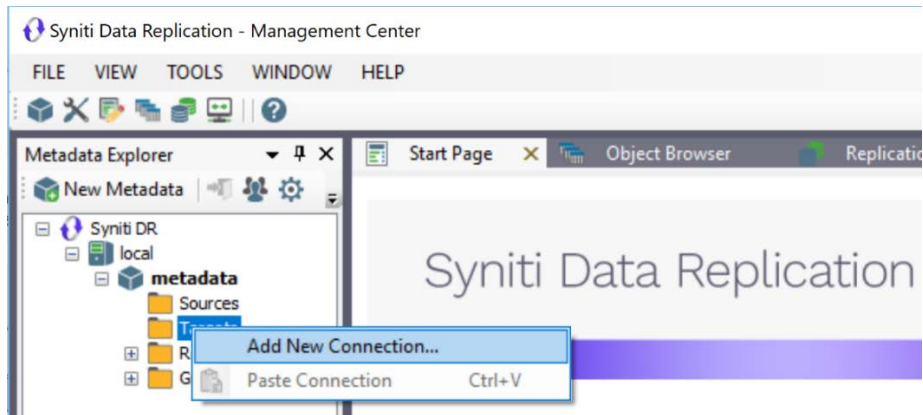 Syniti Data Replication - Management Center
FILE VIEW TOOLS WINDOW HELP
Metadata Explorer
Start Page
Object Browser
New Metadata
Syniti DR
local
metadata
Sources
Add New Connection...
Paste Connection Ctrl+V
Syniti Data Replication